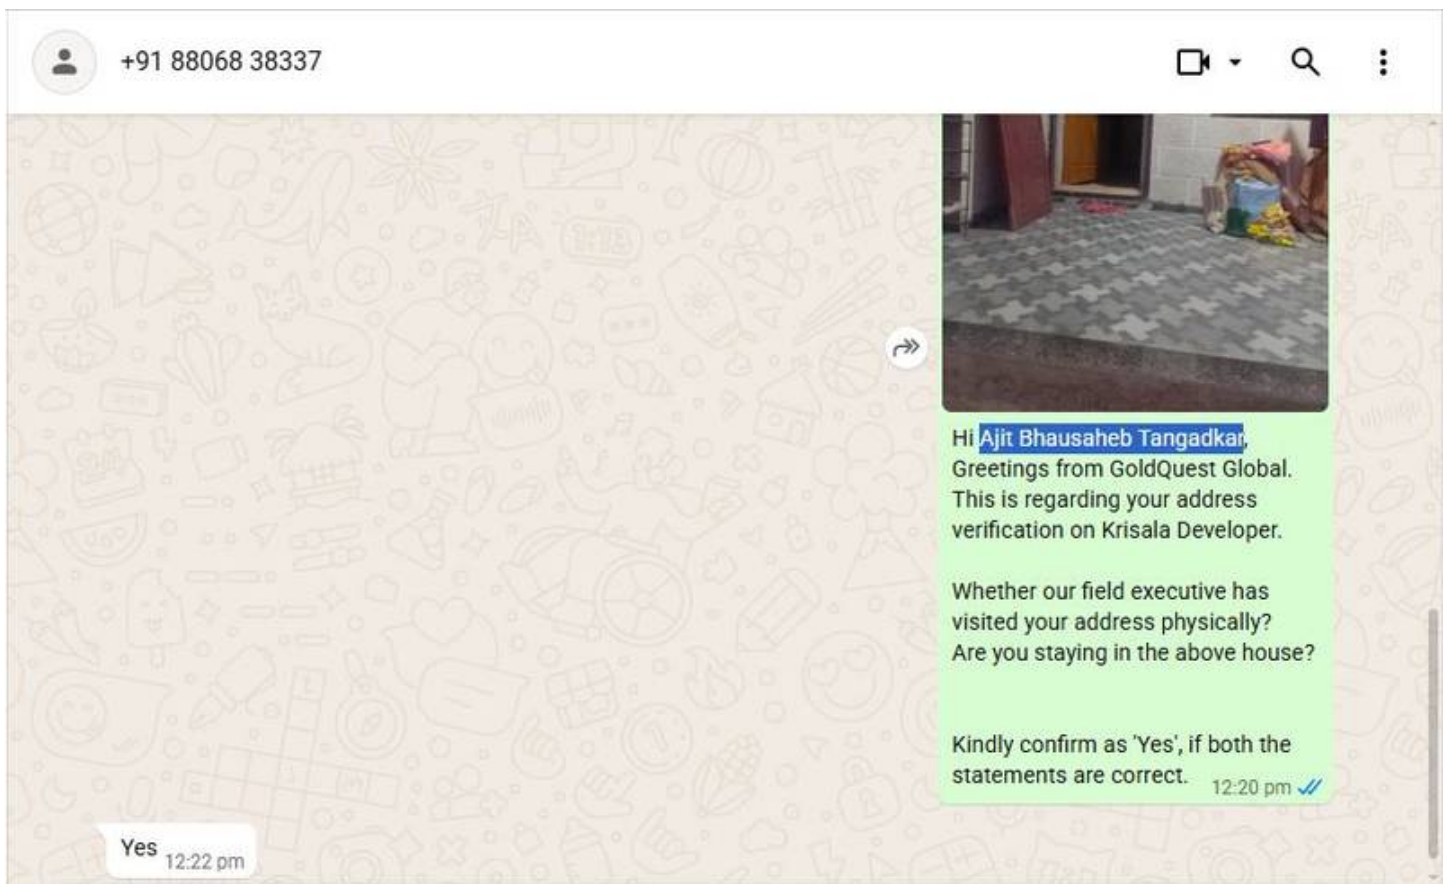 +91 88068 38337
Hi Ajit Bhausaheb Tangadkar,
Greetings from GoldQuest Global.
This is regarding your address
verification on Krisala Developer.
Whether our field executive has
visited your address physically?
Are you staying in the above house?
Kindly confirm as 'Yes', if both the
statements are correct.
12:20 pm
Yes
12:22 pm